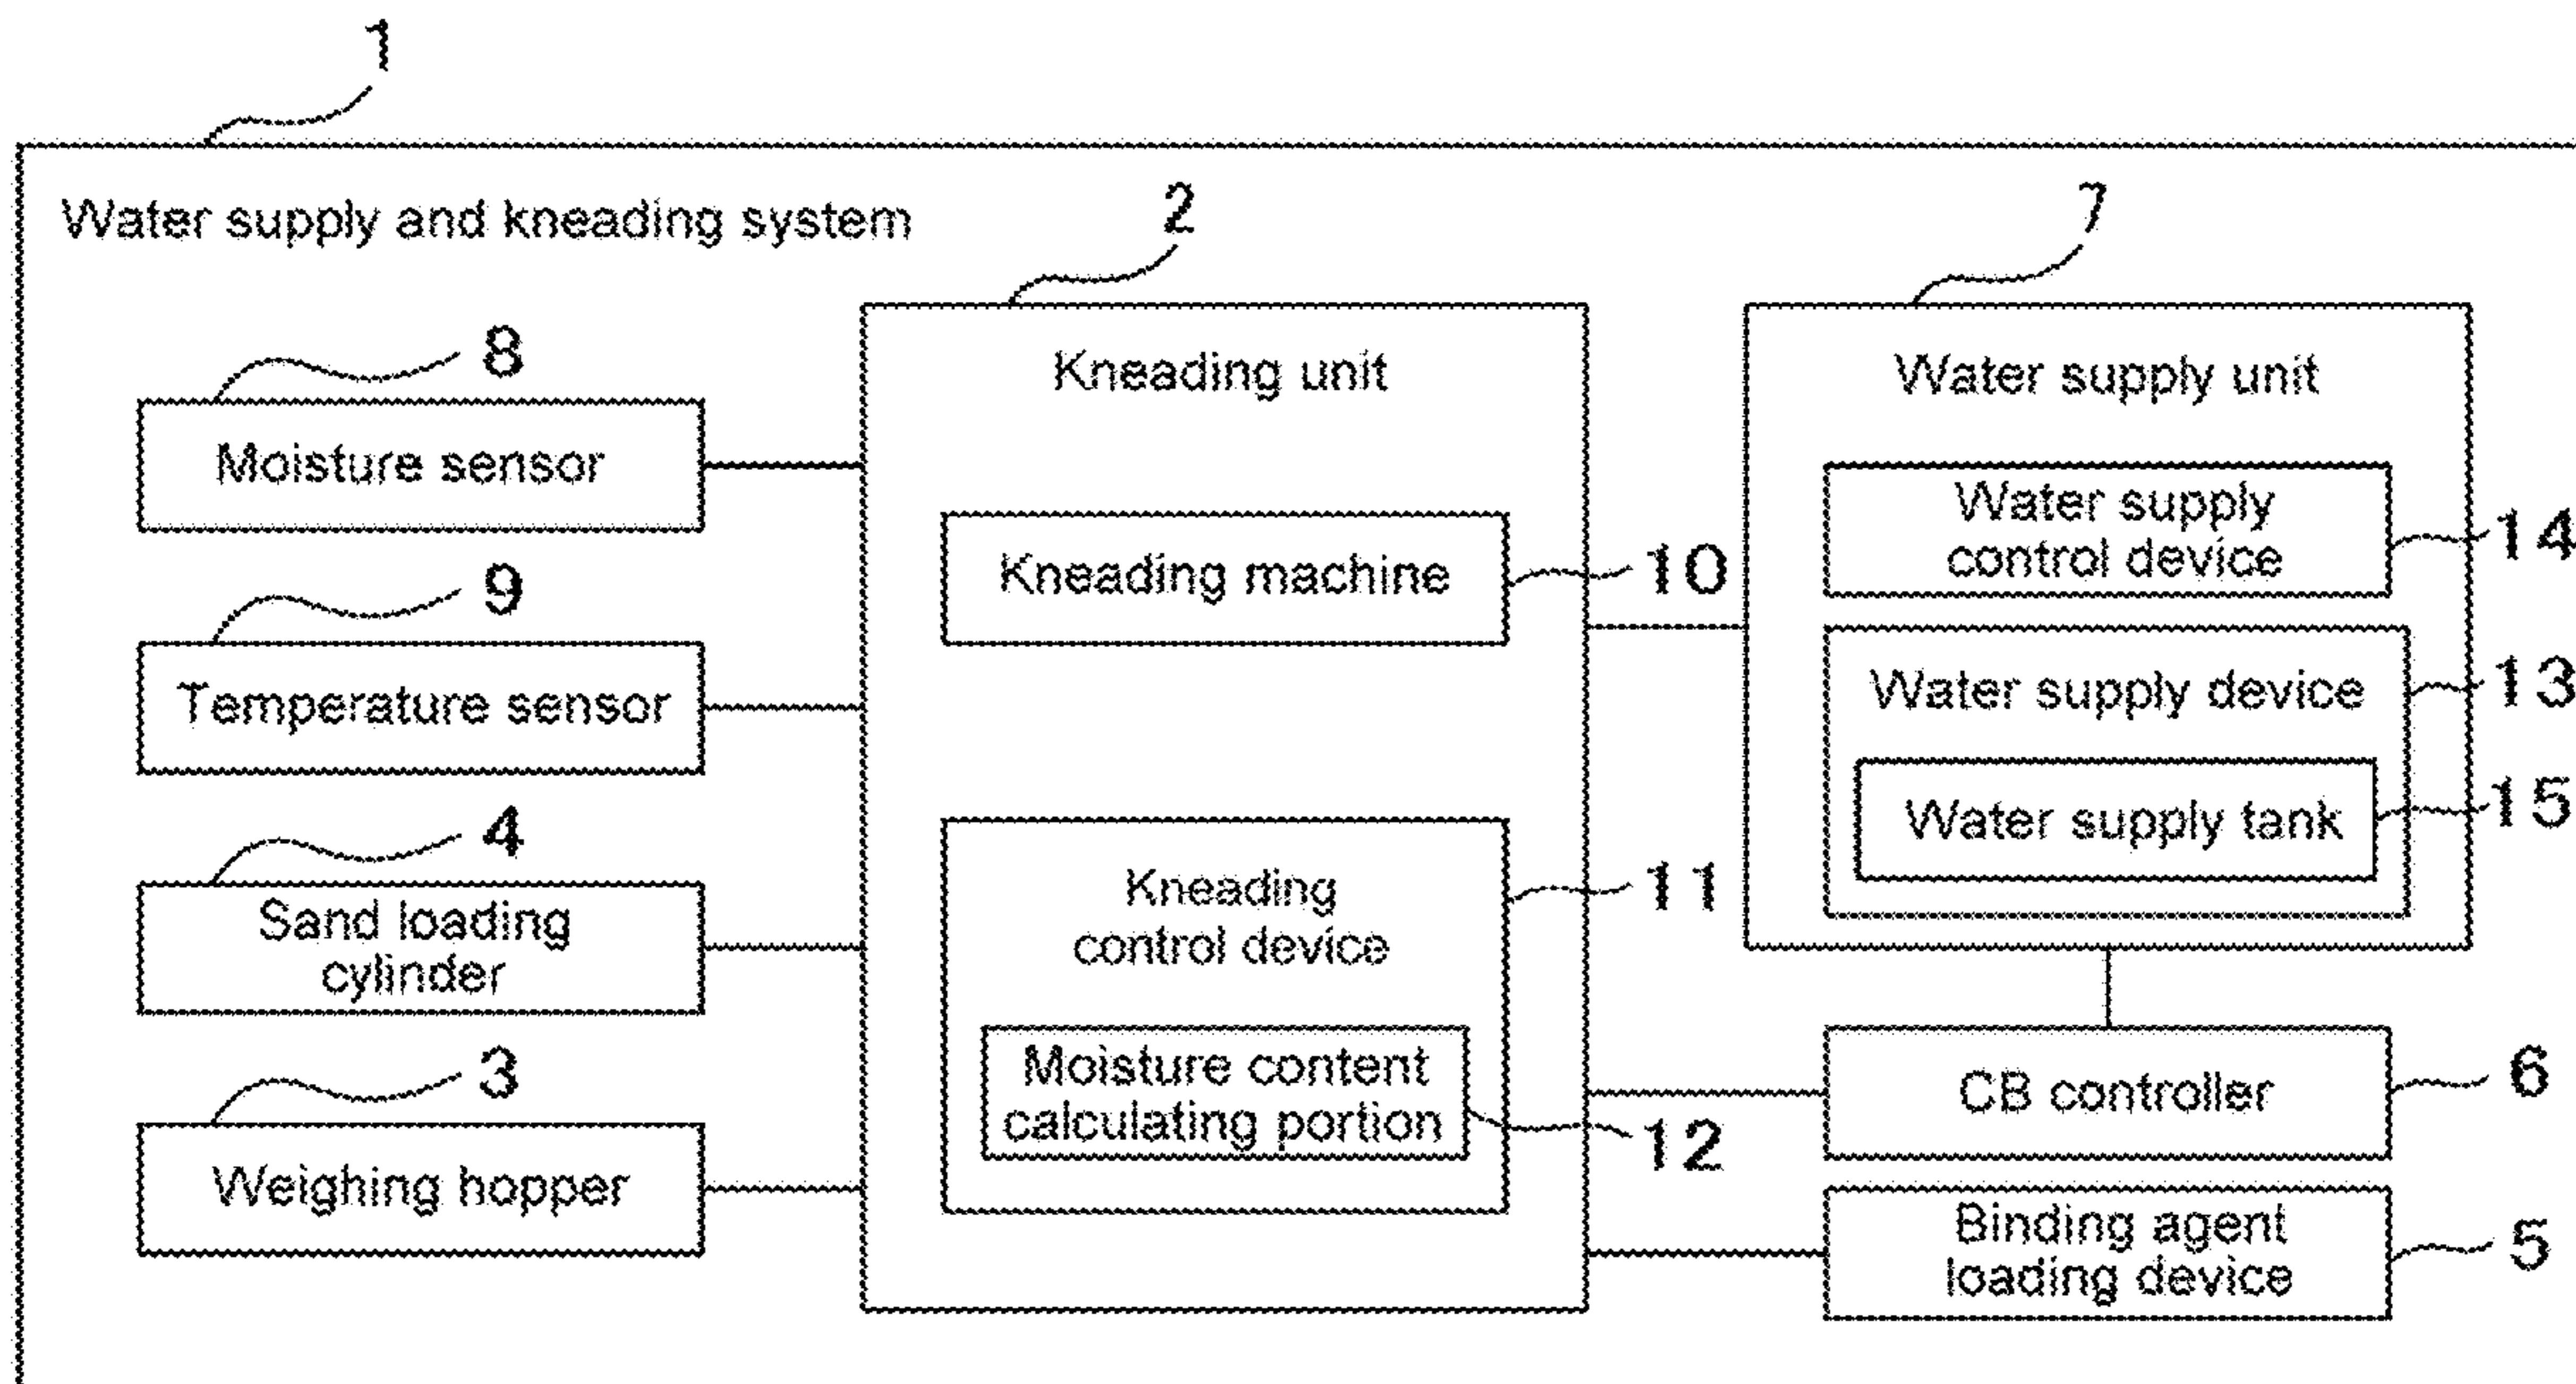 1
Water supply and kneading system
2
7
8
Moisture sensor
9
Temperature sensor
4
Sand loading
cylinder
3
Weighing hopper
Kneading unit
Kneading machine
10
Kneading
control device
11
Moisture content
calculating portion
12
Water supply unit
Water supply
control device
14
Water supply device
13
Water supply tank
15
CB controller
6
Binding agent
loading device
5